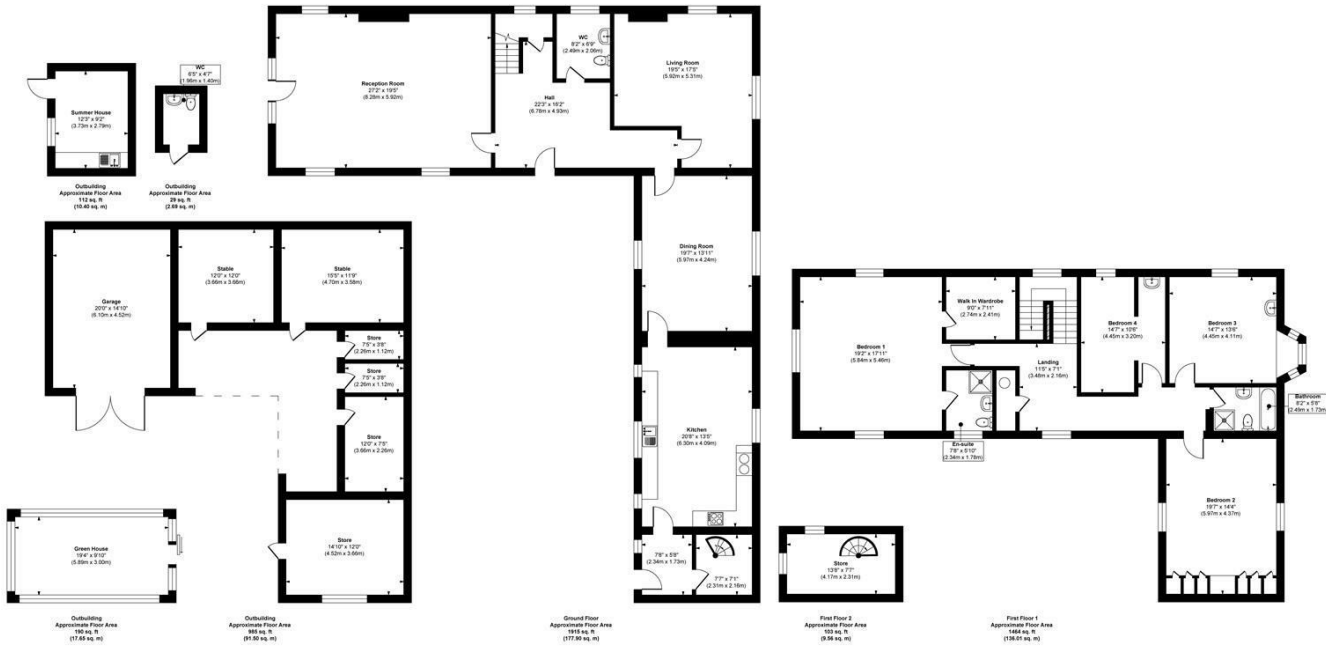 Reception Room
27'2" x 19'5"
(8.28m x 5.92m)
WC
8'2" x 6'9"
(2.49m x 2.06m)
Living Room
19'5" x 17'5"
(5.92m x 5.31m)
Hall
22'3" x 16'2"
(6.78m x 4.93m)
Dining Room
19'7" x 13'11"
(5.97m x 4.24m)
Kitchen
20'8" x 13'5"
(6.30m x 4.09m)
7'8" x 5'8"
(2.34m x 1.73m)
7'7" x 7'1"
(2.31m x 2.16m)
Ground Floor
Approximate Floor Area
1915 sq. ft
(177.90 sq. m)
Summer House
12'3" x 9'2"
(3.73m x 2.79m)
Outbuilding
Approximate Floor Area
112 sq. ft
(10.40 sq. m)
WC
6'5" x 4'7"
(1.96m x 1.40m)
Outbuilding
Approximate Floor Area
29 sq. ft
(2.69 sq. m)
Garage
20'0" x 14'10"
(6.10m x 4.52m)
Stable
12'0" x 12'0"
(3.66m x 3.66m)
Stable
15'5" x 11'9"
(4.70m x 3.58m)
Store
7'5" x 3'8"
(2.26m x 1.12m)
Store
7'5" x 3'8"
(2.26m x 1.12m)
Store
12'0" x 7'5"
(3.66m x 2.26m)
Store
14'10" x 12'0"
(4.52m x 3.66m)
Outbuilding
Approximate Floor Area
985 sq. ft
(91.50 sq. m)
Green House
19'4" x 9'10"
(5.89m x 3.00m)
Outbuilding
Approximate Floor Area
190 sq. ft
(17.65 sq. m)
Bedroom 1
19'2" x 17'11"
(5.84m x 5.46m)
Walk In Wardrobe
9'0" x 7'11"
(2.74m x 2.41m)
Landing
11'5" x 7'1"
(3.48m x 2.16m)
Bedroom 4
14'7" x 10'6"
(4.45m x 3.20m)
Bedroom 3
14'7" x 13'6"
(4.45m x 4.11m)
Bathroom
8'2" x 5'8"
(2.49m x 1.73m)
En-suite
7'8" x 5'10"
(2.34m x 1.78m)
Bedroom 2
19'7" x 14'4"
(5.97m x 4.37m)
First Floor 1
Approximate Floor Area
1464 sq. ft
(136.01 sq. m)
Store
13'8" x 7'7"
(4.17m x 2.31m)
First Floor 2
Approximate Floor Area
103 sq. ft
(9.56 sq. m)